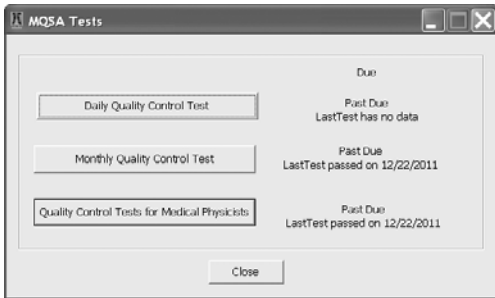 MQSA Tests
Due
Daily Quality Control Test
Past Due
LastTest has no data
Monthly Quality Control Test
Past Due
LastTest passed on 12/22/2011
Quality Control Tests for Medical Physicists
Past Due
LastTest passed on 12/22/2011
Close